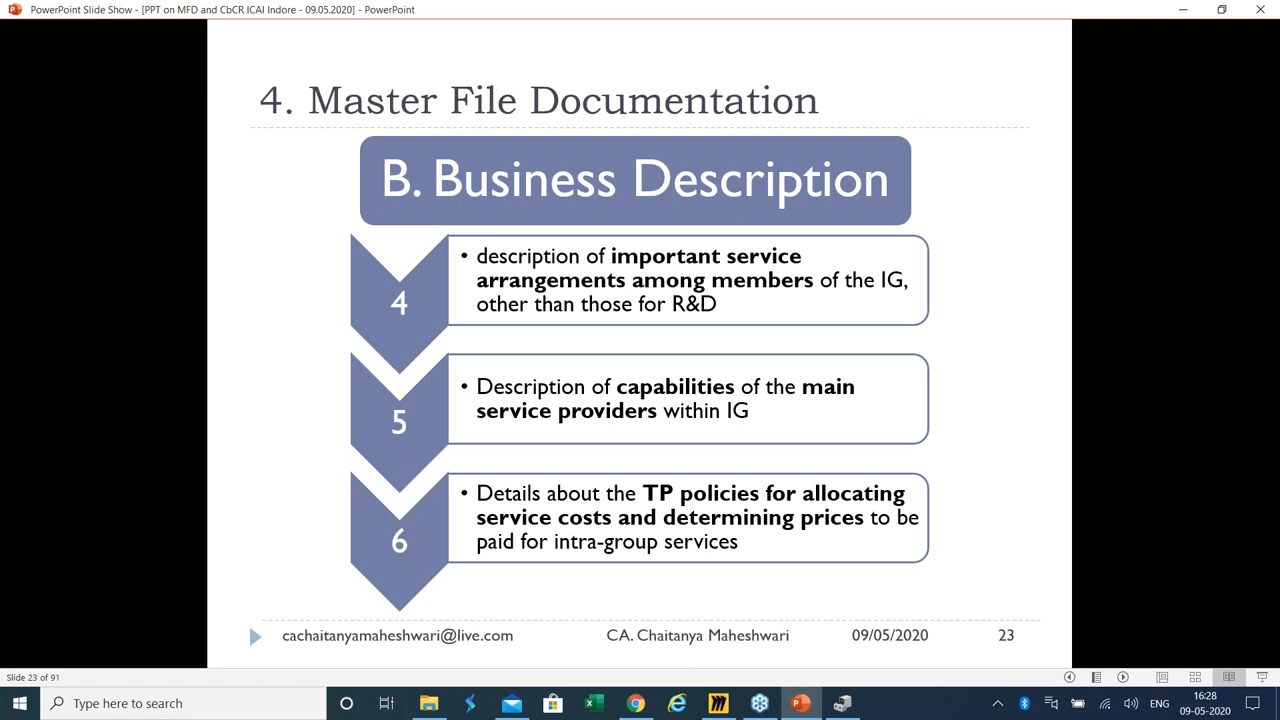 PowerPoint Slide Show - [PPT on MFD and CbCR ICAI Indore - 09.05.2020] - PowerPoint
4. Master File Documentation
B. Business Description
4
• description of important service
arrangements among members of the IG,
other than those for R&D
5
• Description of capabilities of the main
service providers within IG
6
• Details about the TP policies for allocating
service costs and determining prices to be
paid for intra-group services
cachaitanyamaheshwari@live.com CA. Chaitanya Maheshwari 09/05/2020 23
Slide 23 of 91
Type here to search
ENG
16:28
09-05-2020